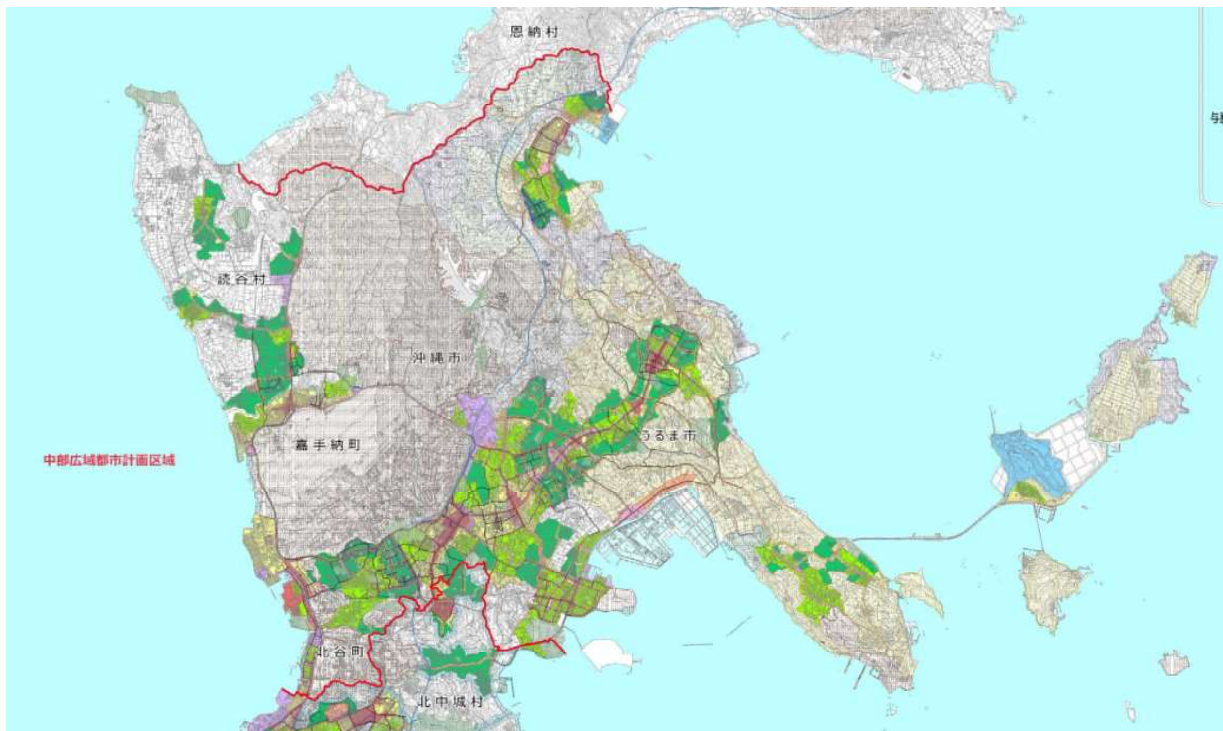 恩納村
与
読谷村
沖縄市
うるま市
嘉手納町
中部広域都市計画区域
北谷町
北中城村